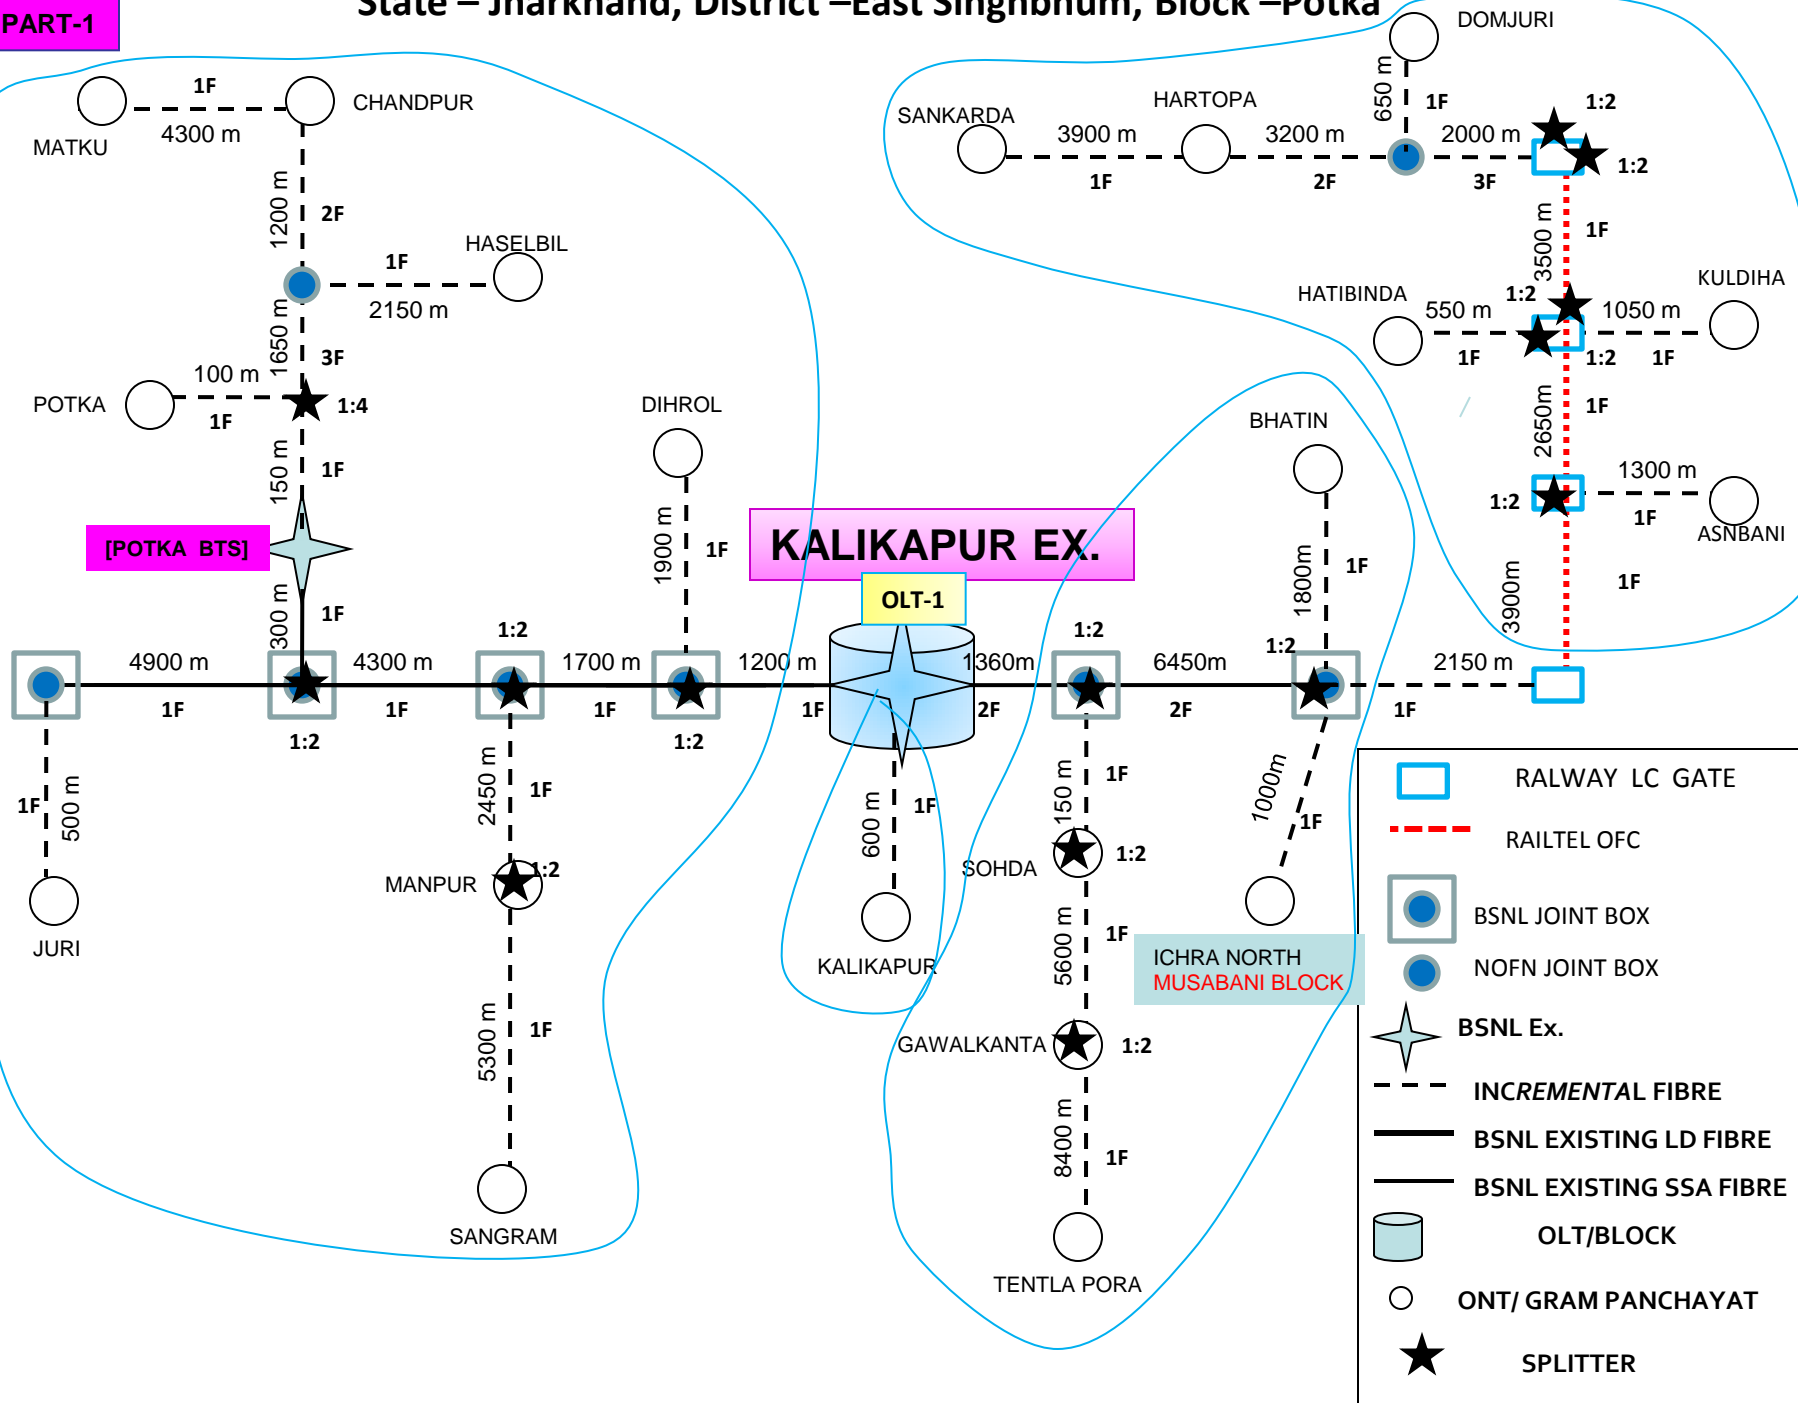 State – Jharkhand, District –East Singhbhum, Block –Potka
PART-1
DOMJURI
1F
CHANDPUR
4300 m
MATKU
650 m
1F
1:2
HARTOPA
SANKARDA
3900 m
3200 m
2000 m
1:2
1F
2F
3F
1200 m
2F
HASELBIL
1F
2150 m
3500 m
1F
KULDIHA
HATIBINDA
1:2
550 m
1050 m
1F
1:2
1F
1650 m
3F
100 m
POTKA
1F
1:4
DIHROL
BHATIN
2650m
1F
150 m
1F
1300 m
1:2
1F
ASNBANI
[POTKA BTS]
1900 m
1F
KALIKAPUR EX.
OLT-1
1800m
1F
3900m
1F
300 m
1F
1:2
1:2
1:2
4900 m
4300 m
1700 m
1200 m
1360m
6450m
2150 m
1F
1F
1F
1F
2F
2F
1F
1:2
1:2
1F
500 m
2450 m
1F
600 m
1F
150 m
1F
1000m
1F
JURI
MANPUR
1:2
SOHDA
1:2
KALIKAPUR
5600 m
1F
ICHRA NORTH
MUSABANI BLOCK
5300 m
1F
GAWALKANTA
1:2
8400 m
1F
SANGRAM
TENTLA PORA
RALWAY LC GATE
RAILTEL OFC
BSNL JOINT BOX
NOFN JOINT BOX
BSNL Ex.
INCREMENTAL FIBRE
BSNL EXISTING LD FIBRE
BSNL EXISTING SSA FIBRE
OLT/BLOCK
ONT/ GRAM PANCHAYAT
SPLITTER